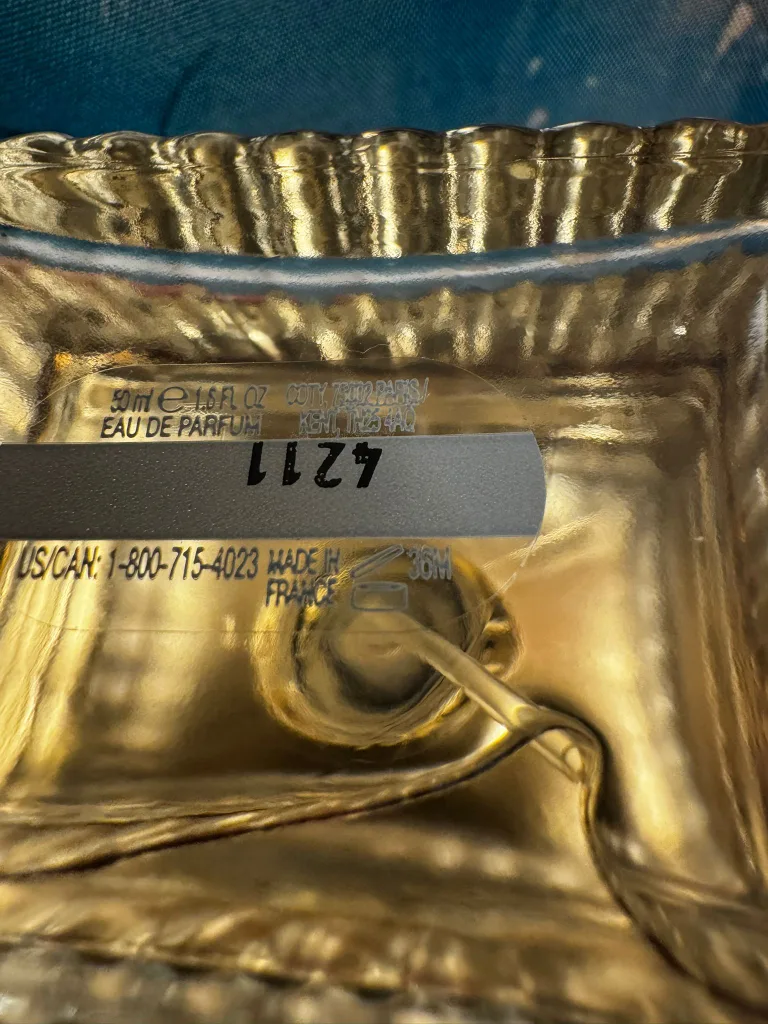 50 ml ℮ 1.6 FL OZ
EAU DE PARFUM
COTY, 75012 PARIS /
KENT, TN25 4AQ
4211
US/CAN: 1-800-715-4023
MADE IN
FRANCE
36M